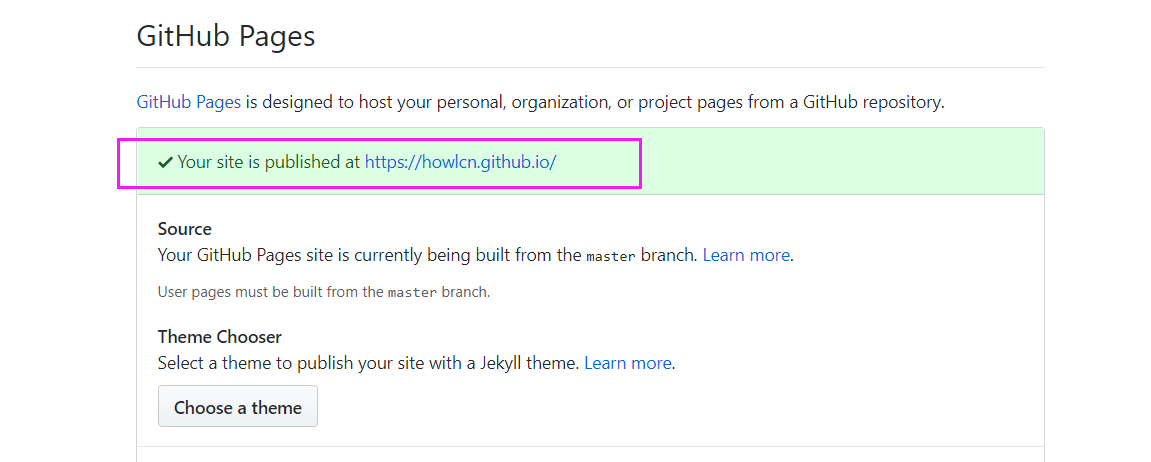 GitHub Pages
GitHub Pages is designed to host your personal, organization, or project pages from a GitHub repository.
✔ Your site is published at https://howlcn.github.io/
Source
Your GitHub Pages site is currently being built from the master branch. Learn more.
User pages must be built from the master branch.
Theme Chooser
Select a theme to publish your site with a Jekyll theme. Learn more.
Choose a theme